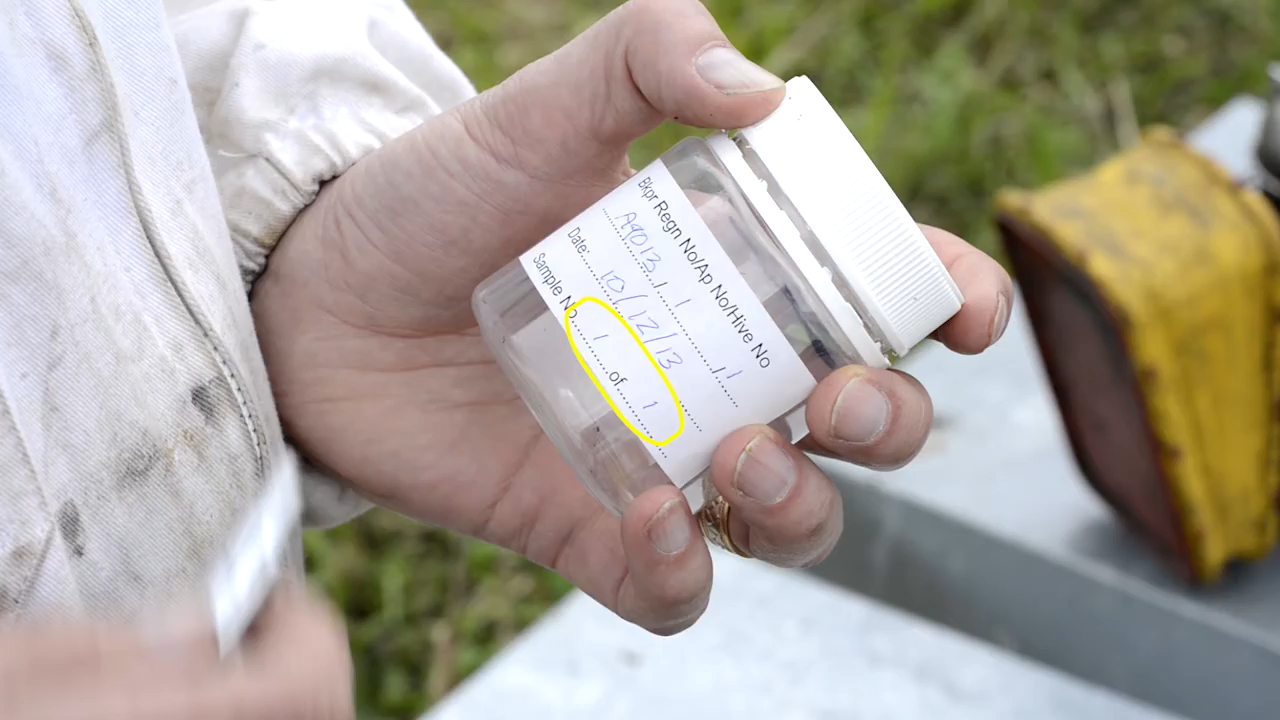 Bkpr Regn No/Ap No/Hive No
A9013 / 1 / 1
Date: 10/12/13
Sample No. 1 of 1